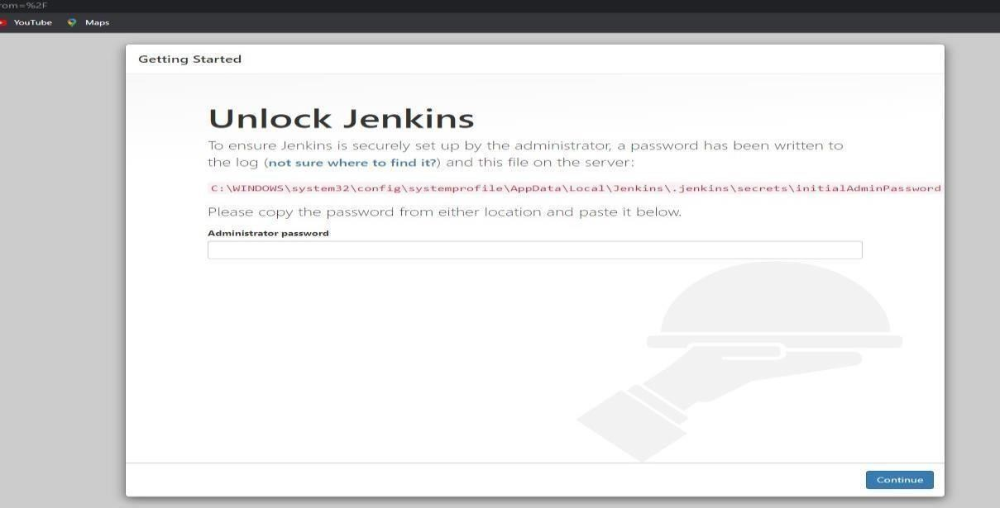 rom=%2F
YouTube Maps
Getting Started
Unlock Jenkins
To ensure Jenkins is securely set up by the administrator, a password has been written to
the log (not sure where to find it?) and this file on the server:
C:\WINDOWS\system32\config\systemprofile\AppData\Local\Jenkins\.jenkins\secrets\initialAdminPassword
Please copy the password from either location and paste it below.
Administrator password
Continue